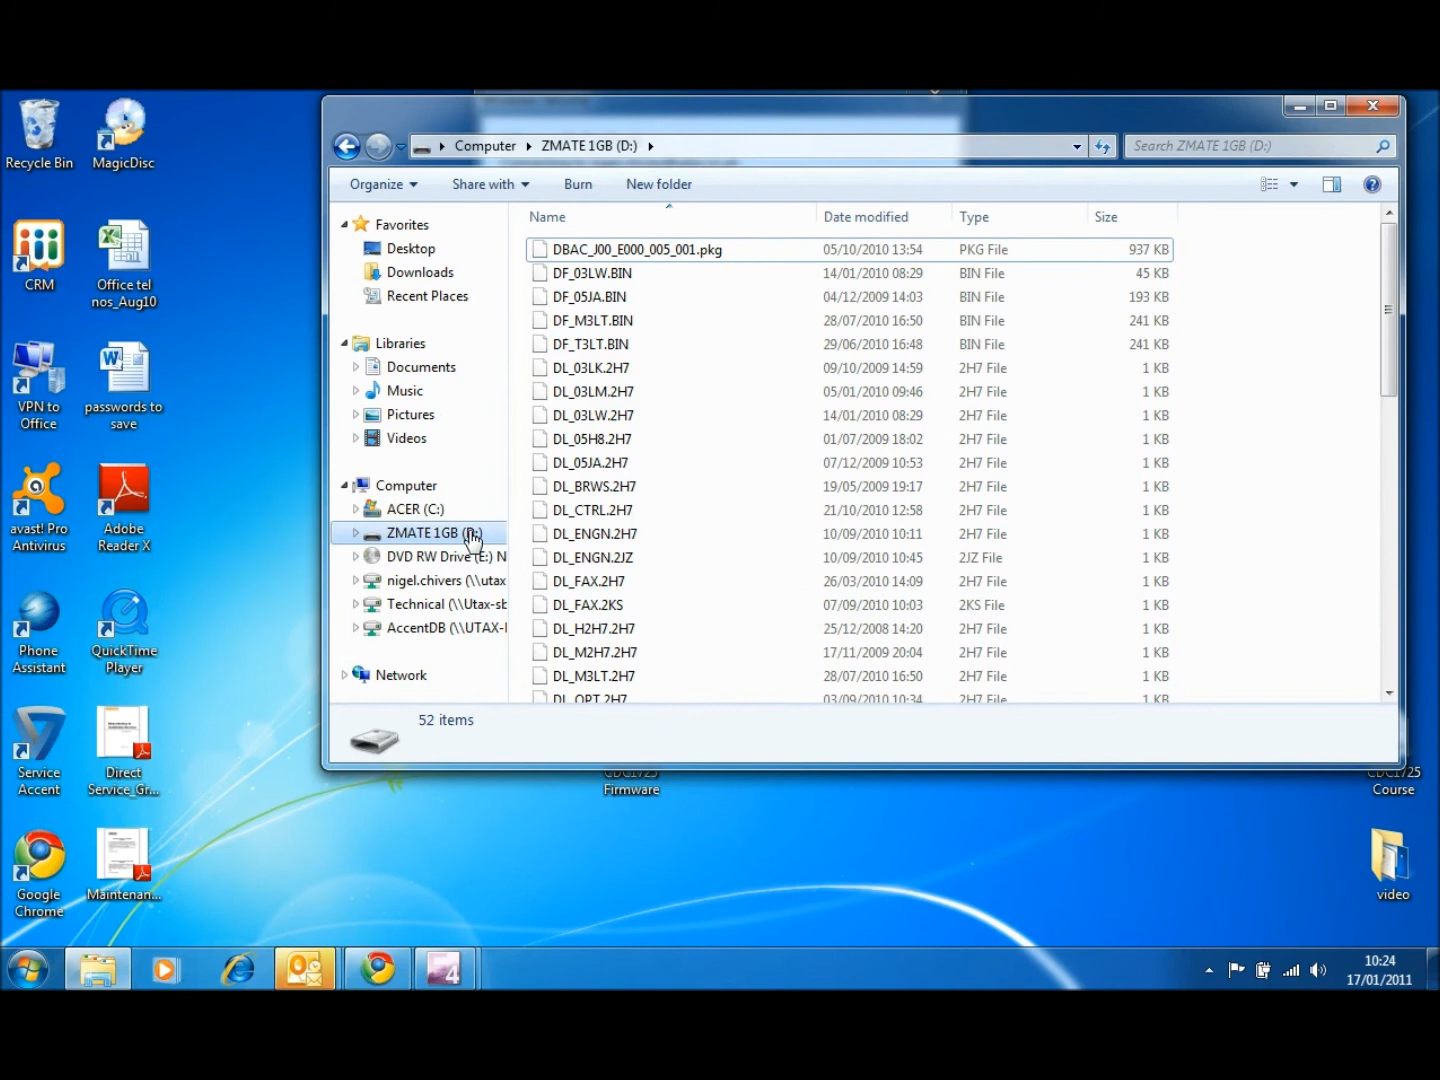 Recycle Bin
MagicDisc
CRM
Office tel
nos_Aug10
VPN to
Office
passwords to
save
avast! Pro
Antivirus
Adobe
Reader X
Phone
Assistant
QuickTime
Player
Service
Accent
Direct
Service_Gr...
Google
Chrome
Maintenan...
Computer
ZMATE 1GB (D:)
Search ZMATE 1GB (D:)
Organize
Share with
Burn
New folder
Favorites
Desktop
Downloads
Recent Places
Libraries
Documents
Music
Pictures
Videos
Computer
ACER (C:)
ZMATE 1GB (D:)
DVD RW Drive (E:) N
nigel.chivers (\\utax
Technical (\\Utax-sb
AccentDB (\\UTAX-
Network
Name Date modified Type Size
DBAC_J00_E000_005_001.pkg 05/10/2010 13:54 PKG File 937 KB
DF_03LW.BIN 14/01/2010 08:29 BIN File 45 KB
DF_05JA.BIN 04/12/2009 14:03 BIN File 193 KB
DF_M3LT.BIN 28/07/2010 16:50 BIN File 241 KB
DF_T3LT.BIN 29/06/2010 16:48 BIN File 241 KB
DL_03LK.2H7 09/10/2009 14:59 2H7 File 1 KB
DL_03LM.2H7 05/01/2010 09:46 2H7 File 1 KB
DL_03LW.2H7 14/01/2010 08:29 2H7 File 1 KB
DL_05H8.2H7 01/07/2009 18:02 2H7 File 1 KB
DL_05JA.2H7 07/12/2009 10:53 2H7 File 1 KB
DL_BRWS.2H7 19/05/2009 19:17 2H7 File 1 KB
DL_CTRL.2H7 21/10/2010 12:58 2H7 File 1 KB
DL_ENGN.2H7 10/09/2010 10:11 2H7 File 1 KB
DL_ENGN.2JZ 10/09/2010 10:45 2JZ File 1 KB
DL_FAX.2H7 26/03/2010 14:09 2H7 File 1 KB
DL_FAX.2KS 07/09/2010 10:03 2KS File 1 KB
DL_H2H7.2H7 25/12/2008 14:20 2H7 File 1 KB
DL_M2H7.2H7 17/11/2009 20:04 2H7 File 1 KB
DL_M3LT.2H7 28/07/2010 16:50 2H7 File 1 KB
DL_OPT.2H7 03/09/2010 10:34 2H7 File 1 KB
52 items
CDC1725
Firmware
CDC1725
Course
video
4
10:24
17/01/2011